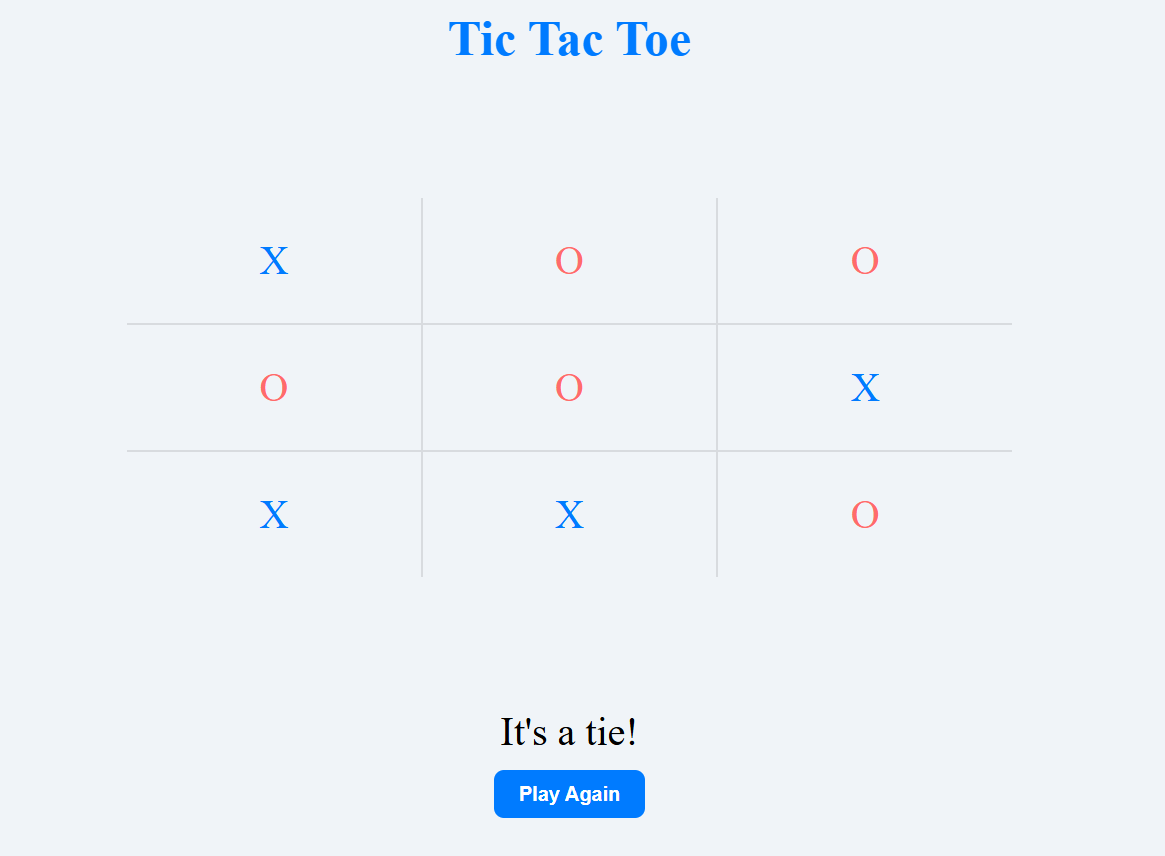 Tic Tac Toe
X O O
O O X
X X O
It's a tie!
Play Again